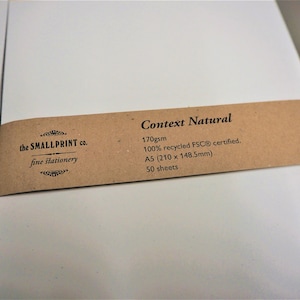 the SMALLPRINT co.
fine Stationery
Context Natural
170gsm
100% recycled FSC® certified.
A5 (210 x 148.5mm)
50 sheets